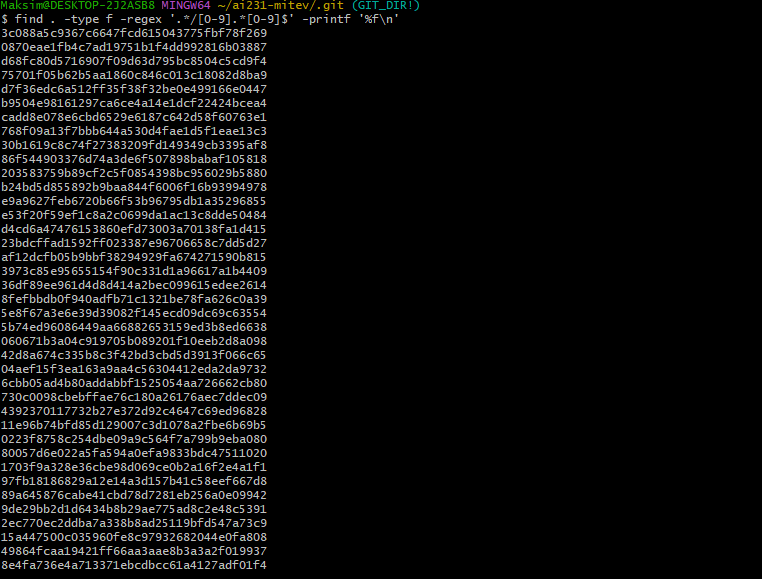 Maksim@DESKTOP-2J2ASB8 MINGW64 ~/ai231-mitev/.git (GIT_DIR!)
$ find . -type f -regex '.*/[0-9].*[0-9]$' -printf '%f\n'
3c088a5c9367c6647fcd615043775fbf78f269
0870eae1fb4c7ad19751b1f4dd992816b03887
d68fc80d5716907f09d63d795bc8504c5cd9f4
75701f05b62b5aa1860c846c013c18082d8ba9
d7f36edc6a512ff35f38f32be0e499166e0447
b9504e98161297ca6ce4a14e1dcf22424bcea4
cadd8e078e6cbd6529e6187c642d58f60763e1
768f09a13f7bbb644a530d4fae1d5f1eae13c3
30b1619c8c74f27383209fd149349cb3395af8
86f544903376d74a3de6f507898babaf105818
203583759b89cf2c5f0854398bc956029b5880
b24bd5d855892b9baa844f6006f16b93994978
e9a9627feb6720b66f53b96795db1a35296855
e53f20f59ef1c8a2c0699da1ac13c8dde50484
d4cd6a47476153860efd73003a70138fa1d415
23bdcffad1592ff023387e96706658c7dd5d27
af12dcfb05b9bbf38294929fa674271590b815
3973c85e95655154f90c331d1a96617a1b4409
36df89ee961d4d8d414a2bec099615edee2614
8fefbbdb0f940adfb71c1321be78fa626c0a39
5e8f67a3e6e39d39082f145ecd09dc69c63554
5b74ed96086449aa66882653159ed3b8ed6638
060671b3a04c919705b089201f10eeb2d8a098
42d8a674c335b8c3f42bd3cbd5d3913f066c65
04aef15f3ea163a9aa4c56304412eda2da9732
6cbb05ad4b80addabbf1525054aa726662cb80
730c0098cbebffae76c180a26176aec7ddec09
4392370117732b27e372d92c4647c69ed96828
11e96b74bfd85d129007c3d1078a2fbe6b69b5
0223f8758c254dbe09a9c564f7a799b9eba080
80057d6e022a5fa594a0efa9833bdc47511020
1703f9a328e36cbe98d069ce0b2a16f2e4a1f1
97fb18186829a12e14a3d157b41c58eef667d8
89a645876cabe41cbd78d7281eb256a0e09942
9de29bb2d1d6434b8b29ae775ad8c2e48c5391
2ec770ec2ddba7a338b8ad25119bfd547a73c9
15a447500c035960fe8c97932682044e0fa808
49864fcaa19421ff66aa3aae8b3a3a2f019937
8e4fa736e4a713371ebcdbcc61a4127adf01f4